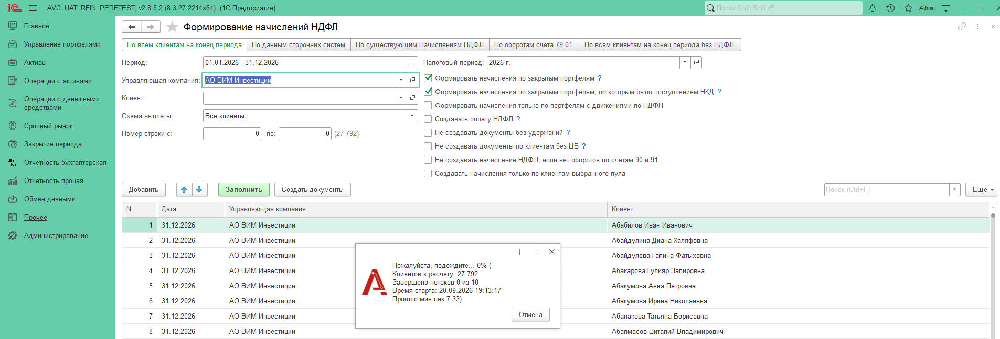 AVC_UAT_RFIN_PERFTEST, v2.8.8.2 (8.3.27.2214x64) (1С:Предприятие)
Поиск Ctrl+Shift+F
Admin
Главное
Управление портфелями
Активы
Операции с активами
Операции с денежными
средствами
Срочный рынок
Закрытие периода
Отчетность бухгалтерская
Отчетность прочая
Обмен данными
Прочее
Администрирование
Формирование начислений НДФЛ
По всем клиентам на конец периода
По данным сторонних систем
По существующим Начислениям НДФЛ
По оборотам счета 79.01
По всем клиентам на конец периода без НДФЛ
Период: 01.01.2026 - 31.12.2026 ...
Налоговый период: 2026 г.
Управляющая компания: АО ВИМ Инвестиции
Клиент:
Схема выплаты: Все клиенты
Номер строки с: 0 по: 0 (27 792)
Формировать начисления по закрытым портфелям ?
Формировать начисления по закрытым портфелям, по которым было поступлением НКД ?
Формировать начисления только по портфелям с движениями по НДФЛ
Создавать оплату НДФЛ ?
Не создавать документы без удержаний ?
Не создавать документы по клиентам без ЦБ ?
Не создавать начисление НДФЛ, если нет оборотов по счетам 90 и 91
Создавать начисления только по клиентам выбранного пула
Добавить
Заполнить
Создать документы
Поиск (Ctrl+F)
×
Еще
N Дата Управляющая компания Клиент
1 31.12.2026 АО ВИМ Инвестиции Абабилов Иван Иванович
2 31.12.2026 АО ВИМ Инвестиции Абайдулина Диана Халяфовна
3 31.12.2026 АО ВИМ Инвестиции Абайдулова Галина Фатыховна
4 31.12.2026 АО ВИМ Инвестиции Абакарова Гулияр Запировна
5 31.12.2026 АО ВИМ Инвестиции Абакумова Анна Петровна
6 31.12.2026 АО ВИМ Инвестиции Абакумова Ирина Николаевна
7 31.12.2026 АО ВИМ Инвестиции Абалакова Татьяна Борисовна
8 31.12.2026 АО ВИМ Инвестиции Абалмасов Виталий Владимирович
Пожалуйста, подождите... 0% (
Клиентов к расчету: 27 792
Завершено потоков 0 из 10
Время старта: 20.09.2026 19:13:17
Прошло мин:сек 7:33)
Отмена